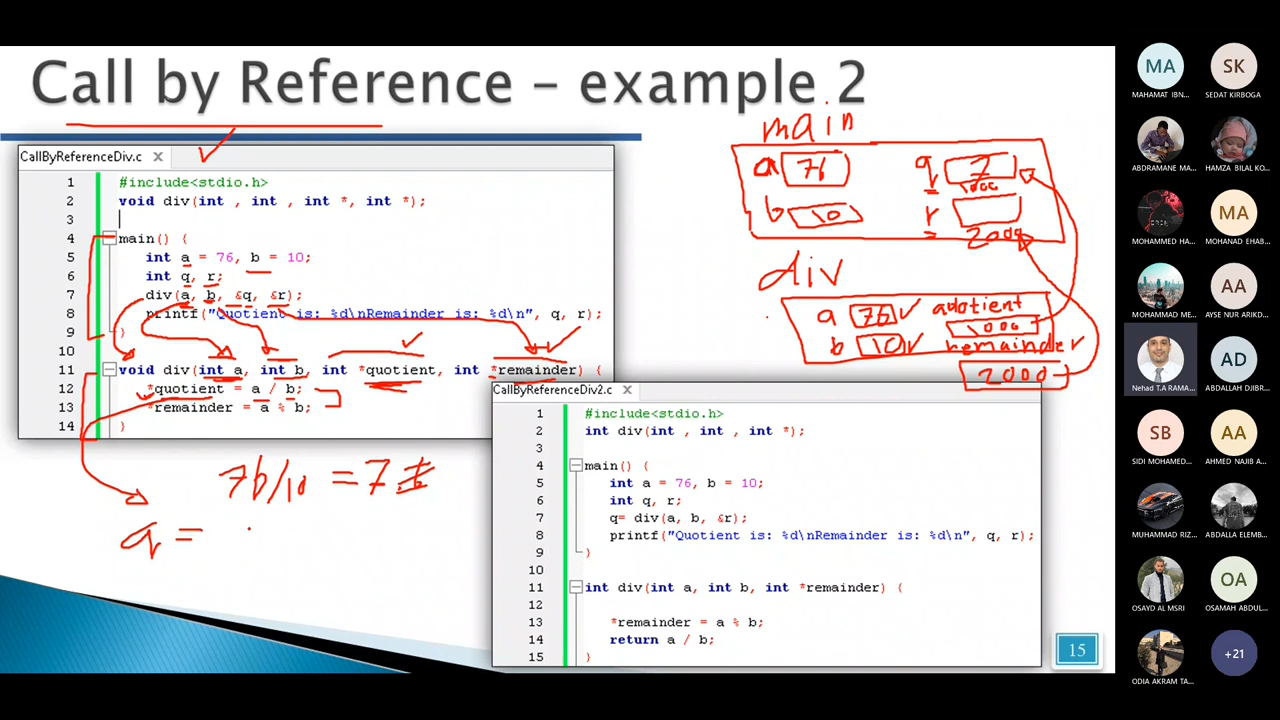 Call by Reference – example 2
CallByReferenceDiv.c
1 #include<stdio.h>
2 void div(int , int , int *, int *);
3
4 main() {
5 int a = 76, b = 10;
6 int q, r;
7 div(a, b, &q, &r);
8 printf("Quotient is: %d\nRemainder is: %d\n", q, r);
9 }
10
11 void div(int a, int b, int *quotient, int *remainder) {
12 *quotient = a / b;
13 *remainder = a % b;
14 }
76/10 = 7
q =
main
a 76 q 7
1000
b 10 r
2000
div
a 76 quotient
1000
b 10 remainder
2000
CallByReferenceDiv2.c
1 #include<stdio.h>
2 int div(int , int , int *);
3
4 main() {
5 int a = 76, b = 10;
6 int q, r;
7 q= div(a, b, &r);
8 printf("Quotient is: %d\nRemainder is: %d\n", q, r);
9 }
10
11 int div(int a, int b, int *remainder) {
12
13 *remainder = a % b;
14 return a / b;
15 }
15
MA SK
MAHAMAT IBN... SEDAT KIRBOGA
ABDRAMANE MA... HAMZA BILAL KO...
MA
MOHAMMED HA... MOHANAD EHAB...
AA
MOHAMMED ME... AYSE NUR ARIKD...
AD
Nehad T.A RAMA... ABDALLAH DJIBR...
SB AA
SIDI MOHAMED... AHMED NAJIB A...
MUHAMMAD RIZ... ABDALLA ELEMB...
OA
OSAYD AL MSRI OSAMAH ABDUL...
+21
ODIA AKRAM TA...